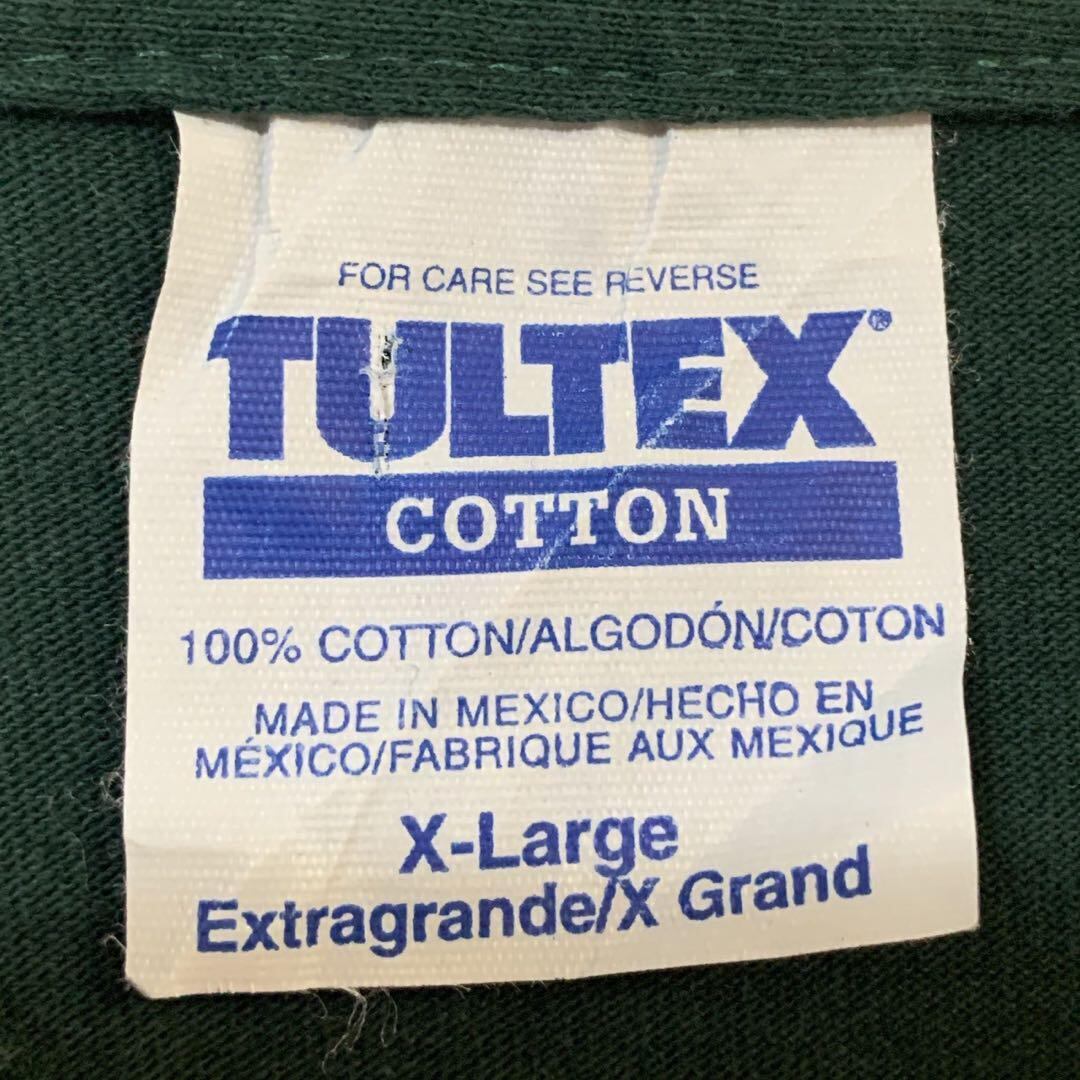 FOR CARE SEE REVERSE
TULTEX®
COTTON
100% COTTON/ALGODÓN/COTON
MADE IN MEXICO/HECHO EN
MÉXICO/FABRIQUE AUX MEXIQUE
X-Large
Extragrande/X Grand